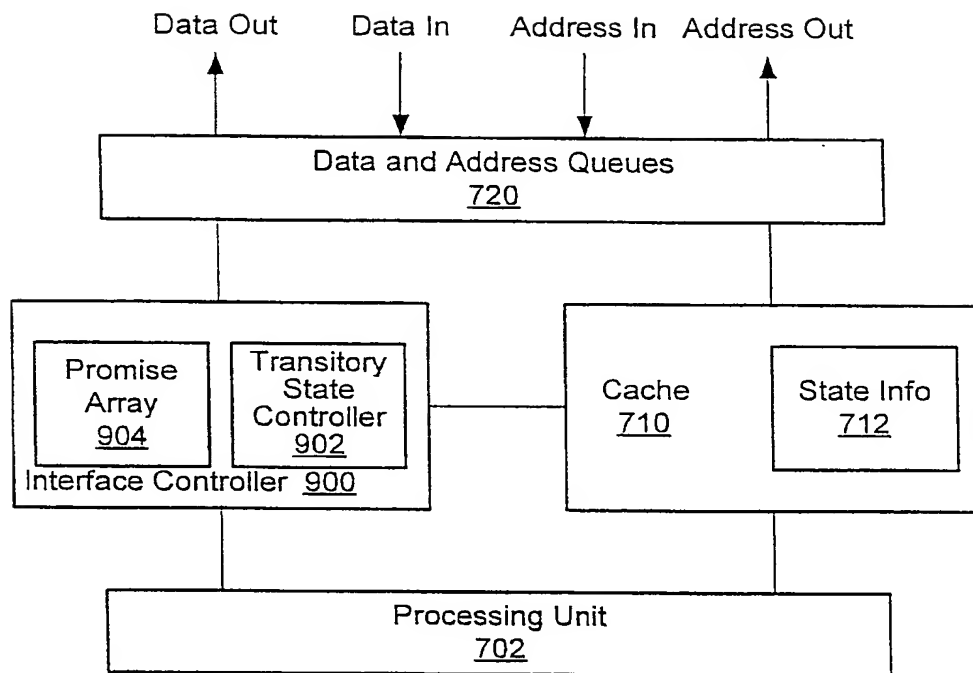 Data Out Data In Address In Address Out
Data and Address Queues
720
Promise
Array
904
Transitory
State
Controller
902
Interface Controller 900
Cache
710
State Info
712
Processing Unit
702